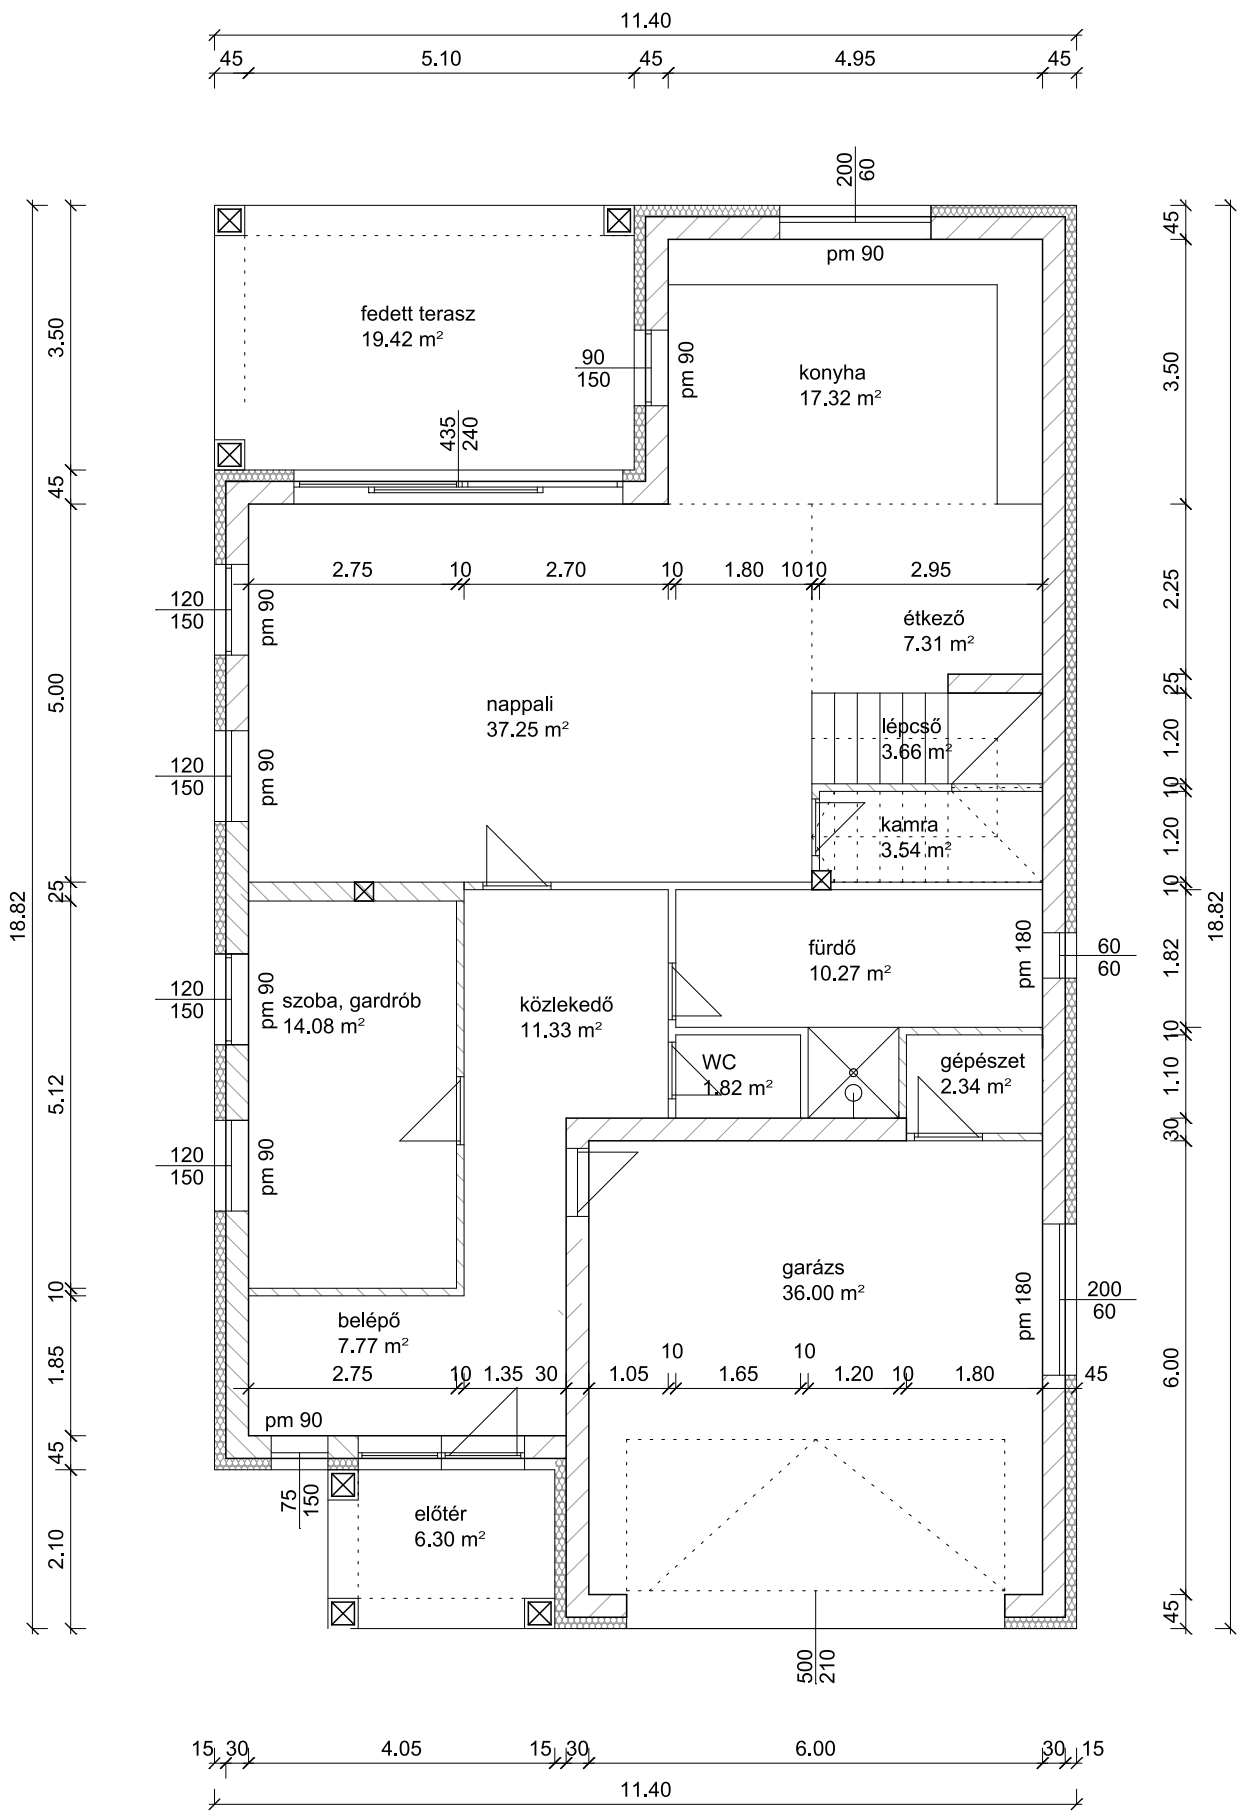 11.40
45 5.10 45 4.95 45
200
60
pm 90
45
3.50
fedett terasz
19.42 m²
90
150
pm 90
konyha
17.32 m²
3.50
435
240
45
2.75 10 2.70 10 1.80 10 10 2.95
120
150
pm 90
étkező
7.31 m²
2.25
5.00
25
nappali
37.25 m²
lépcső
3.66 m²
1.20
120
150
pm 90
10
kamra
3.54 m²
1.20
25
10
18.82
18.82
fürdő
10.27 m²
pm 180
60
60
1.82
120
150
pm 90
szoba, gardrób
14.08 m²
közlekedő
11.33 m²
10
WC
1.82 m²
gépészet
2.34 m²
1.10
5.12
30
120
150
pm 90
garázs
36.00 m²
pm 180
200
60
10
belépő
7.77 m²
2.75 10 1.35 30 1.05 10 1.65 10 1.20 10 1.80 45
1.85
6.00
pm 90
45
75
150
előtér
6.30 m²
2.10
45
500
210
15 30 4.05 15 30 6.00 30 15
11.40